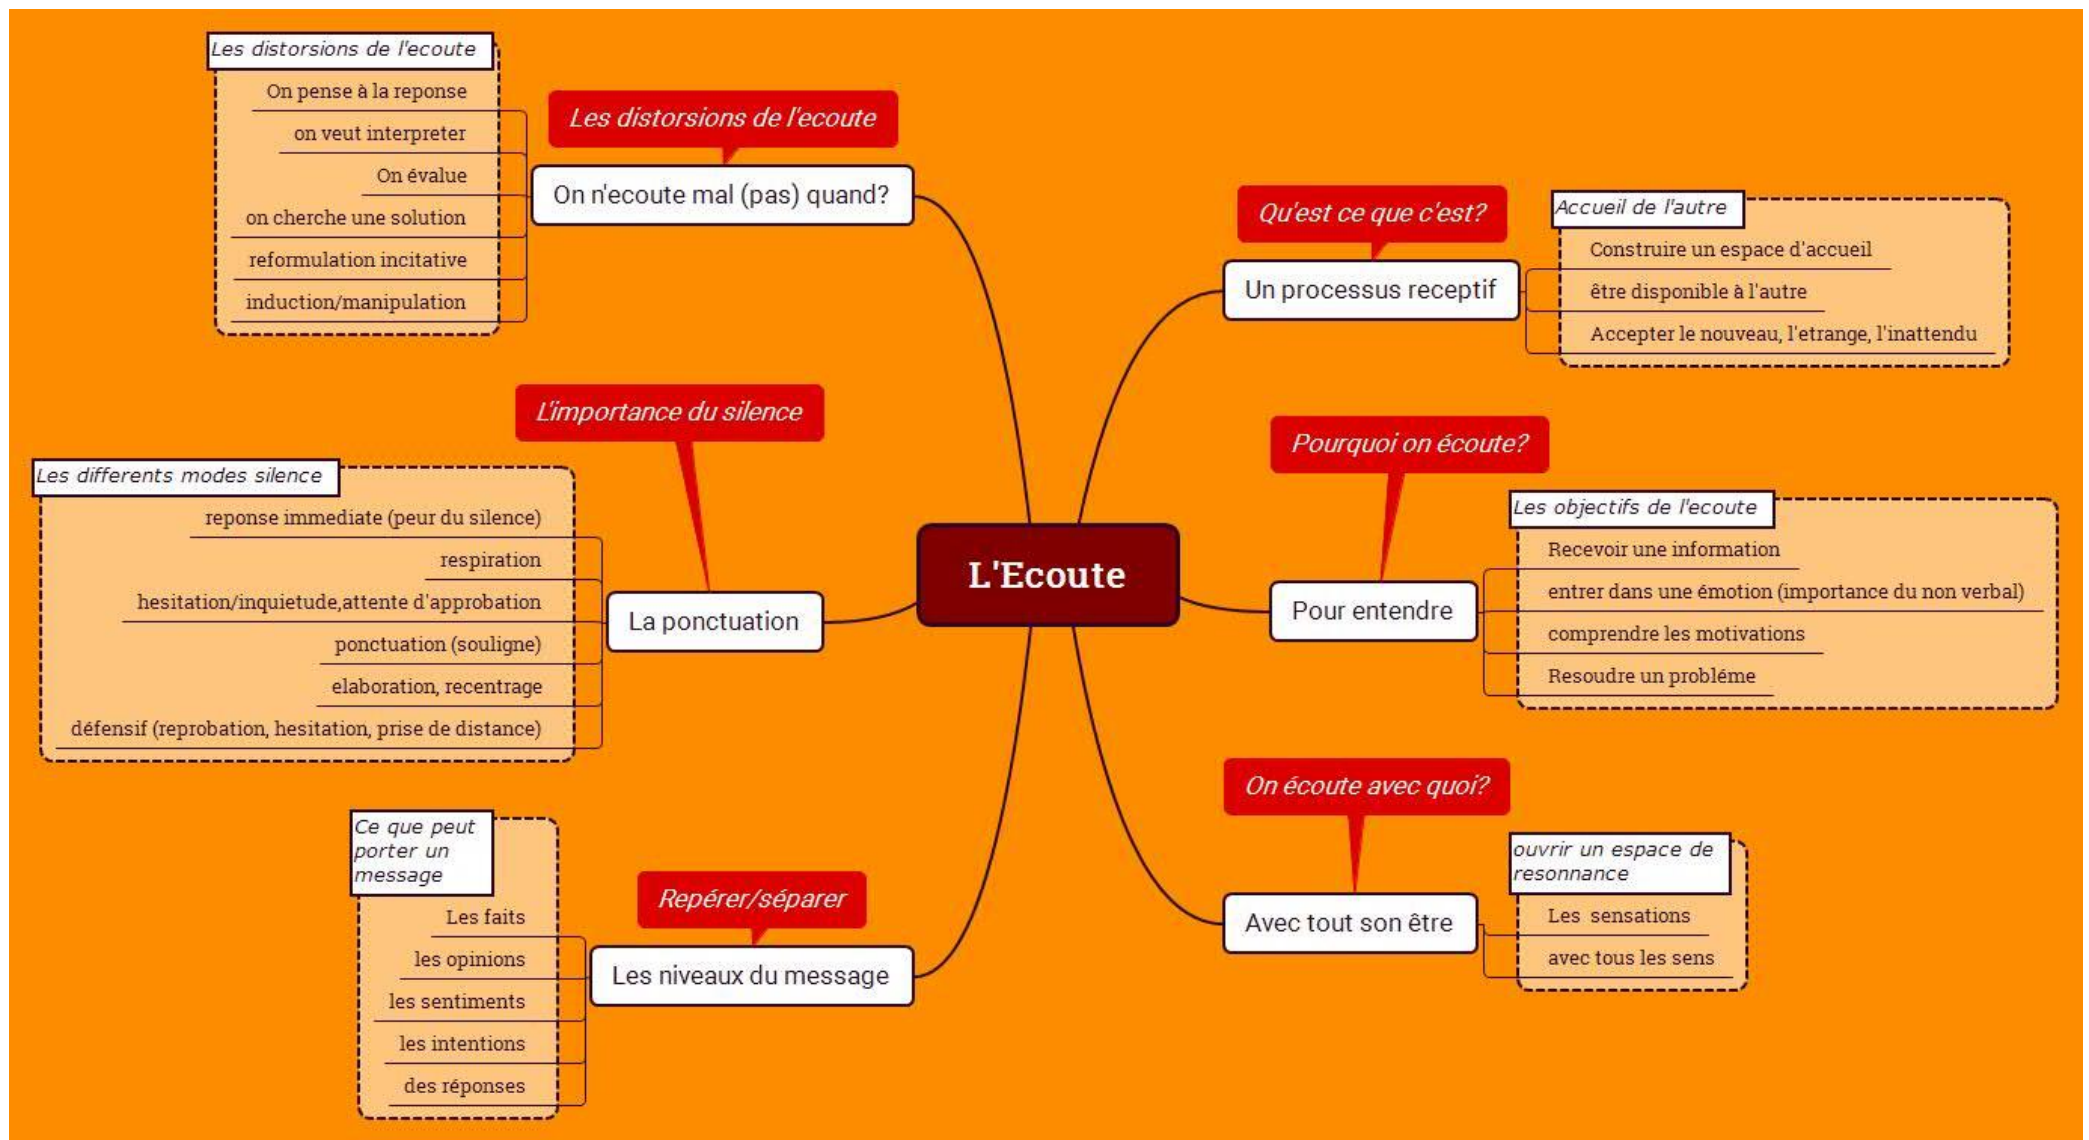 L'Ecoute
Qu'est ce que c'est?
Un processus receptif
Accueil de l'autre
Construire un espace d'accueil
être disponible à l'autre
Accepter le nouveau, l'etrange, l'inattendu
Pourquoi on écoute?
Pour entendre
Les objectifs de l'ecoute
Recevoir une information
entrer dans une émotion (importance du non verbal)
comprendre les motivations
Resoudre un probléme
On écoute avec quoi?
Avec tout son être
ouvrir un espace de
resonnance
Les sensations
avec tous les sens
Les distorsions de l'ecoute
On n'ecoute mal (pas) quand?
Les distorsions de l'ecoute
On pense à la reponse
on veut interpreter
On évalue
on cherche une solution
reformulation incitative
induction/manipulation
L'importance du silence
La ponctuation
Les differents modes silence
reponse immediate (peur du silence)
respiration
hesitation/inquietude,attente d'approbation
ponctuation (souligne)
elaboration, recentrage
défensif (reprobation, hesitation, prise de distance)
Repérer/séparer
Les niveaux du message
Ce que peut
porter un
message
Les faits
les opinions
les sentiments
les intentions
des réponses